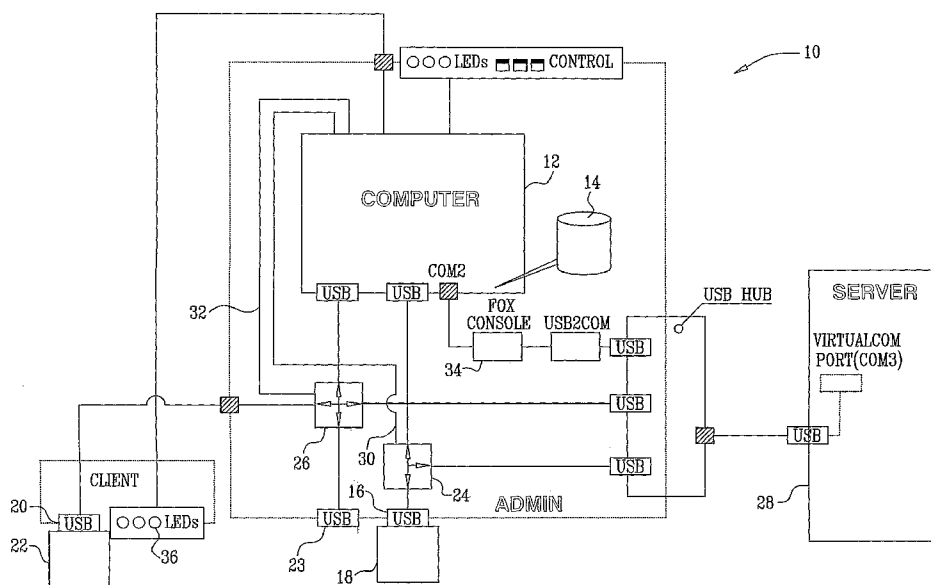 LEDs CONTROL
10
12
COMPUTER
14
COM2
USB USB
32
USB HUB
SERVER
FOX CONSOLE
USB2COM
USB
34
VIRTUALCOM PORT(COM3)
USB
26
30
USB
USB
CLIENT
24
28
16
ADMIN
20
USB
LEDs
USB
USB
22
36
23
18